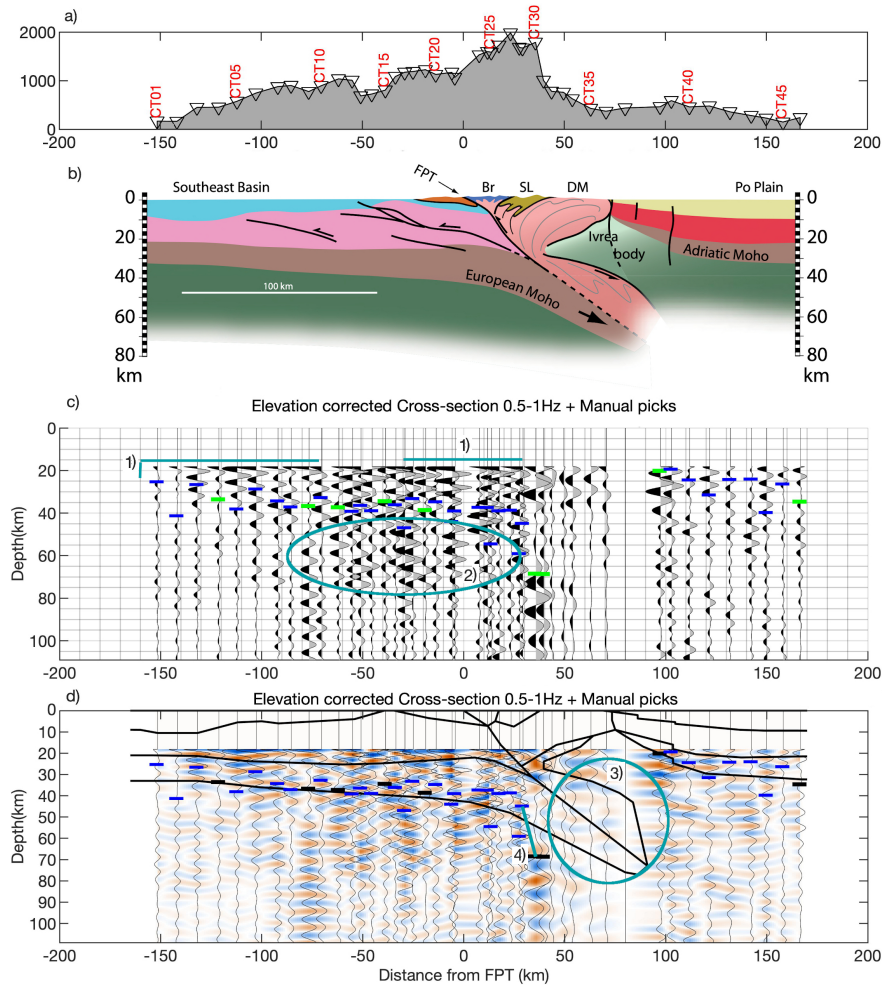 a)
2000
1000
0
CT01
CT05
CT10
CT15
CT20
CT25
CT30
CT35
CT40
CT45
-200 -150 -100 -50 0 50 100 150 200
b)
Southeast Basin
FPT
Br SL DM
Po Plain
0 0
20 20
40 40
60 60
80 80
km km
Ivrea
body
Adriatic Moho
European Moho
100 km
c)
Elevation corrected Cross-section 0.5-1Hz + Manual picks
Depth(km)
0
20
40
60
80
100
1)
1)
2)
-200 -150 -100 -50 0 50 100 150 200
d)
Elevation corrected Cross-section 0.5-1Hz + Manual picks
Depth(km)
0
10
20
30
40
50
60
70
80
90
100
110
3)
4)
-200 -150 -100 -50 0 50 100 150 200
Distance from FPT (km)